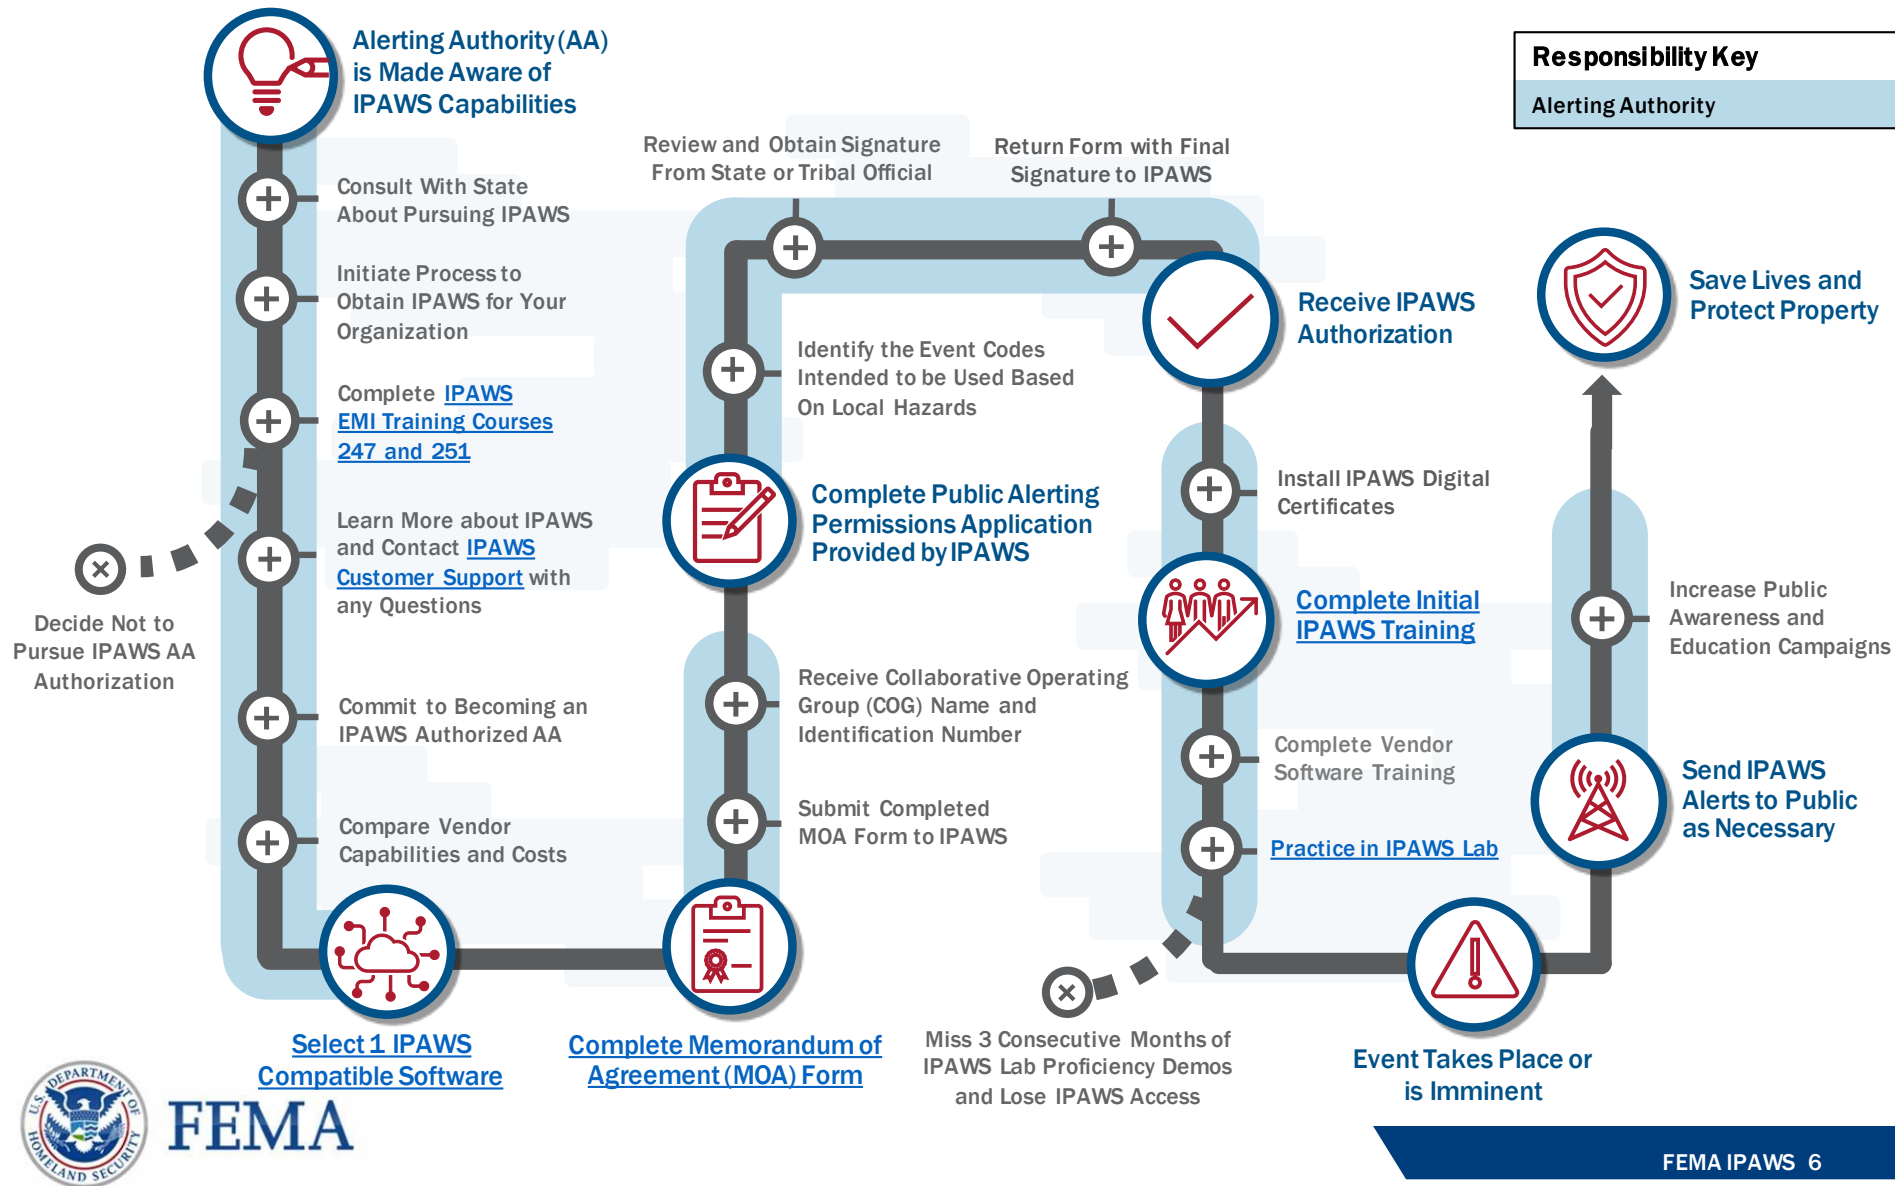 Alerting Authority (AA)
is Made Aware of
IPAWS Capabilities
Consult With State
About Pursuing IPAWS
Initiate Process to
Obtain IPAWS for Your
Organization
Complete IPAWS
EMI Training Courses
247 and 251
Decide Not to
Pursue IPAWS AA
Authorization
Learn More about IPAWS
and Contact IPAWS
Customer Support with
any Questions
Commit to Becoming an
IPAWS Authorized AA
Compare Vendor
Capabilities and Costs
Select 1 IPAWS
Compatible Software
Complete Memorandum of
Agreement (MOA) Form
Submit Completed
MOA Form to IPAWS
Receive Collaborative Operating
Group (COG) Name and
Identification Number
Complete Public Alerting
Permissions Application
Provided by IPAWS
Identify the Event Codes
Intended to be Used Based
On Local Hazards
Review and Obtain Signature
From State or Tribal Official
Return Form with Final
Signature to IPAWS
Receive IPAWS
Authorization
Install IPAWS Digital
Certificates
Complete Initial
IPAWS Training
Complete Vendor
Software Training
Practice in IPAWS Lab
Miss 3 Consecutive Months of
IPAWS Lab Proficiency Demos
and Lose IPAWS Access
Event Takes Place or
is Imminent
Send IPAWS
Alerts to Public
as Necessary
Increase Public
Awareness and
Education Campaigns
Save Lives and
Protect Property
Responsibility Key
Alerting Authority
U.S. DEPARTMENT OF
HOMELAND SECURITY
FEMA
FEMA IPAWS 6